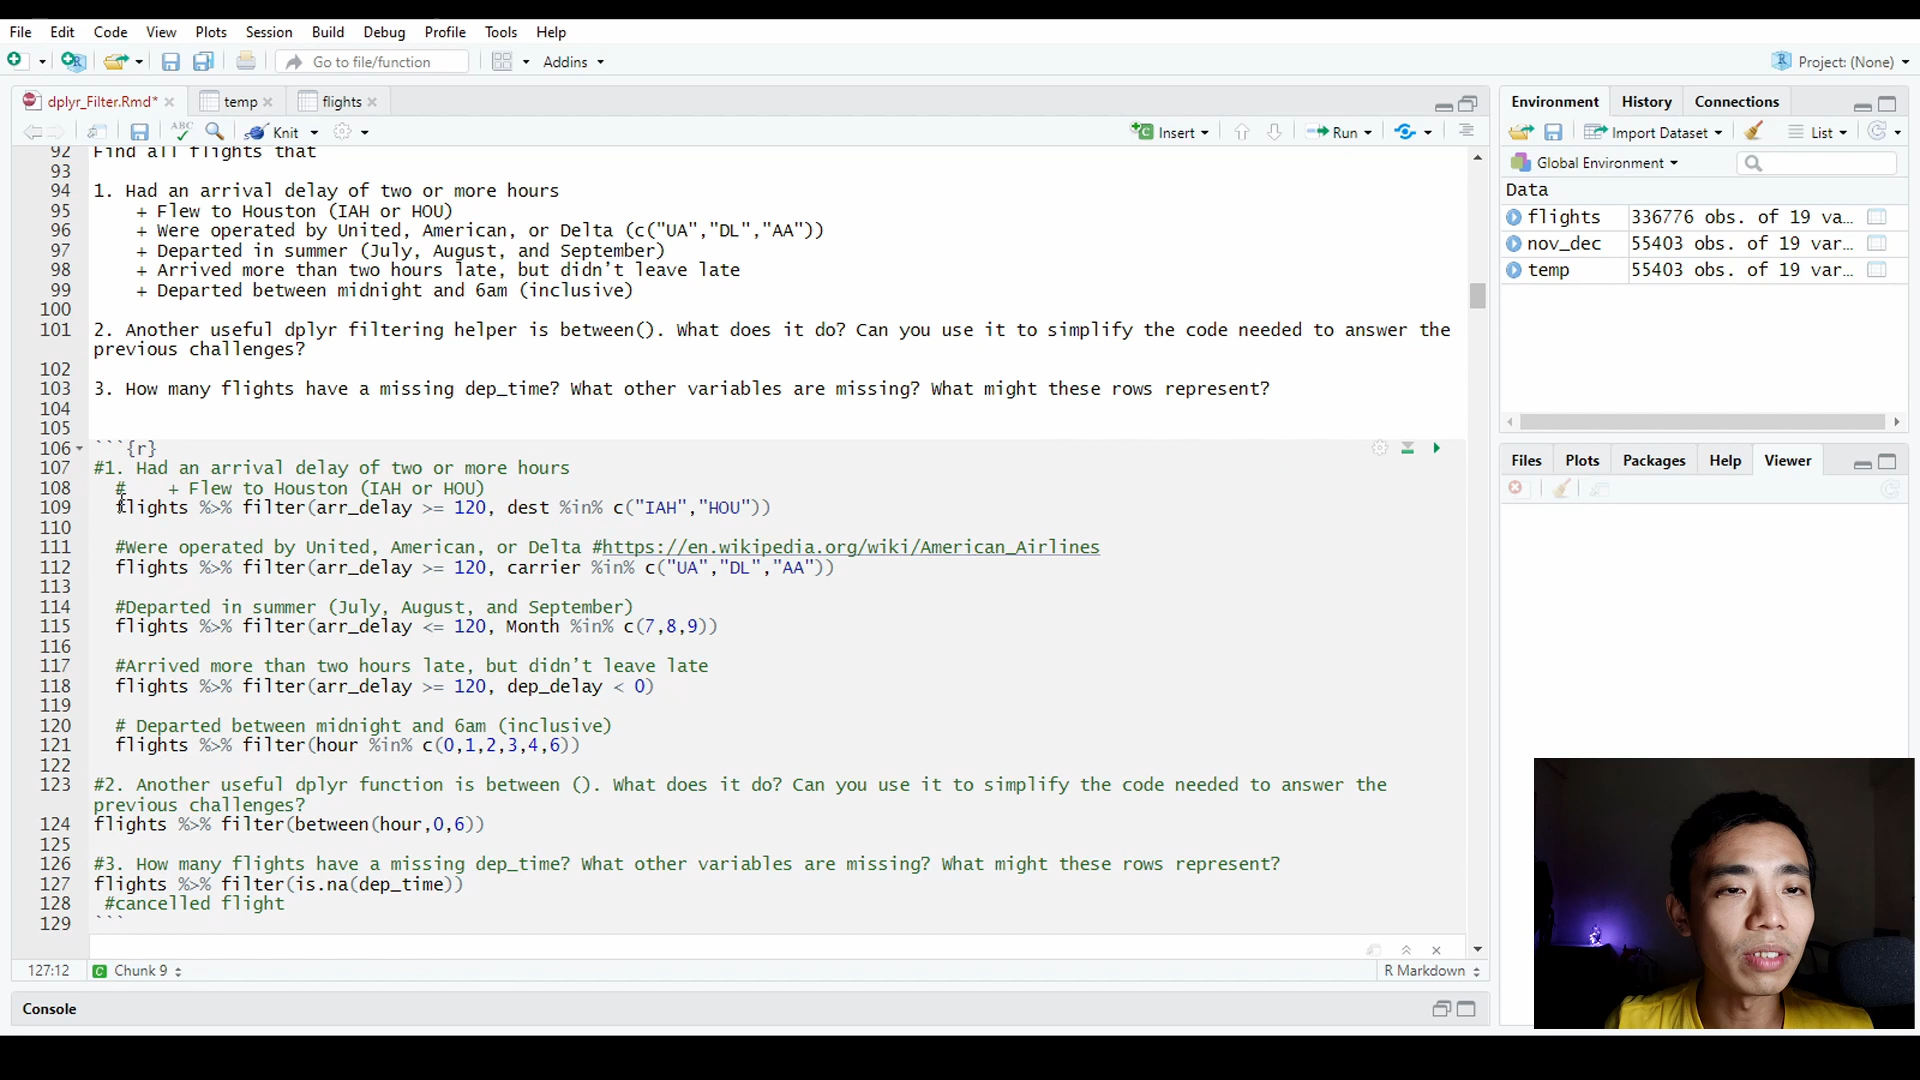 File Edit Code View Plots Session Build Debug Profile Tools Help
Go to file/function Addins Project: (None)
dplyr_Filter.Rmd* temp flights
Environment History Connections
ABC Knit Insert Run
Import Dataset List
Global Environment
Data
flights 336776 obs. of 19 va…
nov_dec 55403 obs. of 19 var…
temp 55403 obs. of 19 var…
Files Plots Packages Help Viewer
92 Find all flights that
93
94 1. Had an arrival delay of two or more hours
95 + Flew to Houston (IAH or HOU)
96 + Were operated by United, American, or Delta (c("UA","DL","AA"))
97 + Departed in summer (July, August, and September)
98 + Arrived more than two hours late, but didn’t leave late
99 + Departed between midnight and 6am (inclusive)
100
101 2. Another useful dplyr filtering helper is between(). What does it do? Can you use it to simplify the code needed to answer the
previous challenges?
102
103 3. How many flights have a missing dep_time? What other variables are missing? What might these rows represent?
104
105
106 ```{r}
107 #1. Had an arrival delay of two or more hours
108 # + Flew to Houston (IAH or HOU)
109 flights %>% filter(arr_delay >= 120, dest %in% c("IAH","HOU"))
110
111 #Were operated by United, American, or Delta #https://en.wikipedia.org/wiki/American_Airlines
112 flights %>% filter(arr_delay >= 120, carrier %in% c("UA","DL","AA"))
113
114 #Departed in summer (July, August, and September)
115 flights %>% filter(arr_delay <= 120, Month %in% c(7,8,9))
116
117 #Arrived more than two hours late, but didn’t leave late
118 flights %>% filter(arr_delay >= 120, dep_delay < 0)
119
120 # Departed between midnight and 6am (inclusive)
121 flights %>% filter(hour %in% c(0,1,2,3,4,6))
122
123 #2. Another useful dplyr function is between (). What does it do? Can you use it to simplify the code needed to answer the
previous challenges?
124 flights %>% filter(between(hour,0,6))
125
126 #3. How many flights have a missing dep_time? What other variables are missing? What might these rows represent?
127 flights %>% filter(is.na(dep_time))
128 #cancelled flight
129 ```
127:12 C Chunk 9 R Markdown
Console